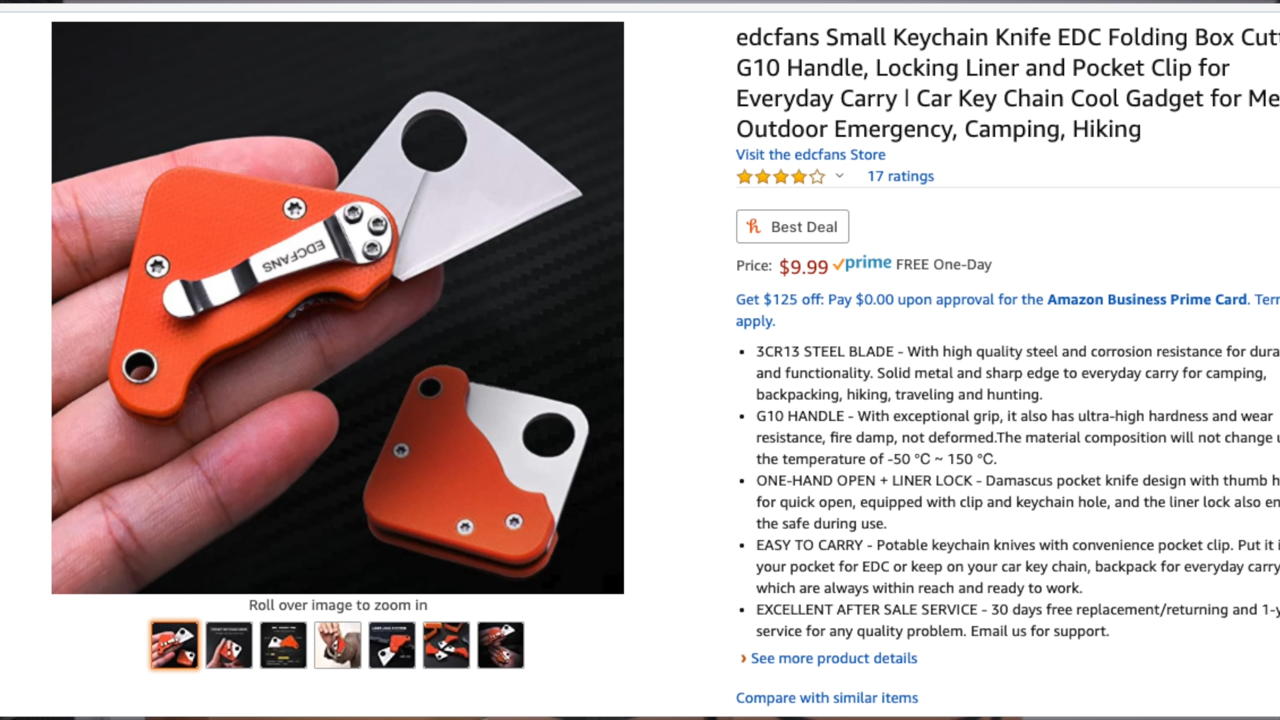 edcfans Small Keychain Knife EDC Folding Box Cut
G10 Handle, Locking Liner and Pocket Clip for
Everyday Carry | Car Key Chain Cool Gadget for Me
Outdoor Emergency, Camping, Hiking
Visit the edcfans Store
17 ratings
Best Deal
Price: $9.99 prime FREE One-Day
Get $125 off: Pay $0.00 upon approval for the Amazon Business Prime Card. Ter
apply.
• 3CR13 STEEL BLADE - With high quality steel and corrosion resistance for dura
and functionality. Solid metal and sharp edge to everyday carry for camping,
backpacking, hiking, traveling and hunting.
• G10 HANDLE - With exceptional grip, it also has ultra-high hardness and wear
resistance, fire damp, not deformed.The material composition will not change u
the temperature of -50 ℃ ~ 150 ℃.
• ONE-HAND OPEN + LINER LOCK - Damascus pocket knife design with thumb h
for quick open, equipped with clip and keychain hole, and the liner lock also en
the safe during use.
• EASY TO CARRY - Potable keychain knives with convenience pocket clip. Put it i
your pocket for EDC or keep on your car key chain, backpack for everyday carry
which are always within reach and ready to work.
• EXCELLENT AFTER SALE SERVICE - 30 days free replacement/returning and 1-y
service for any quality problem. Email us for support.
› See more product details
Compare with similar items
EDCFANS
Roll over image to zoom in